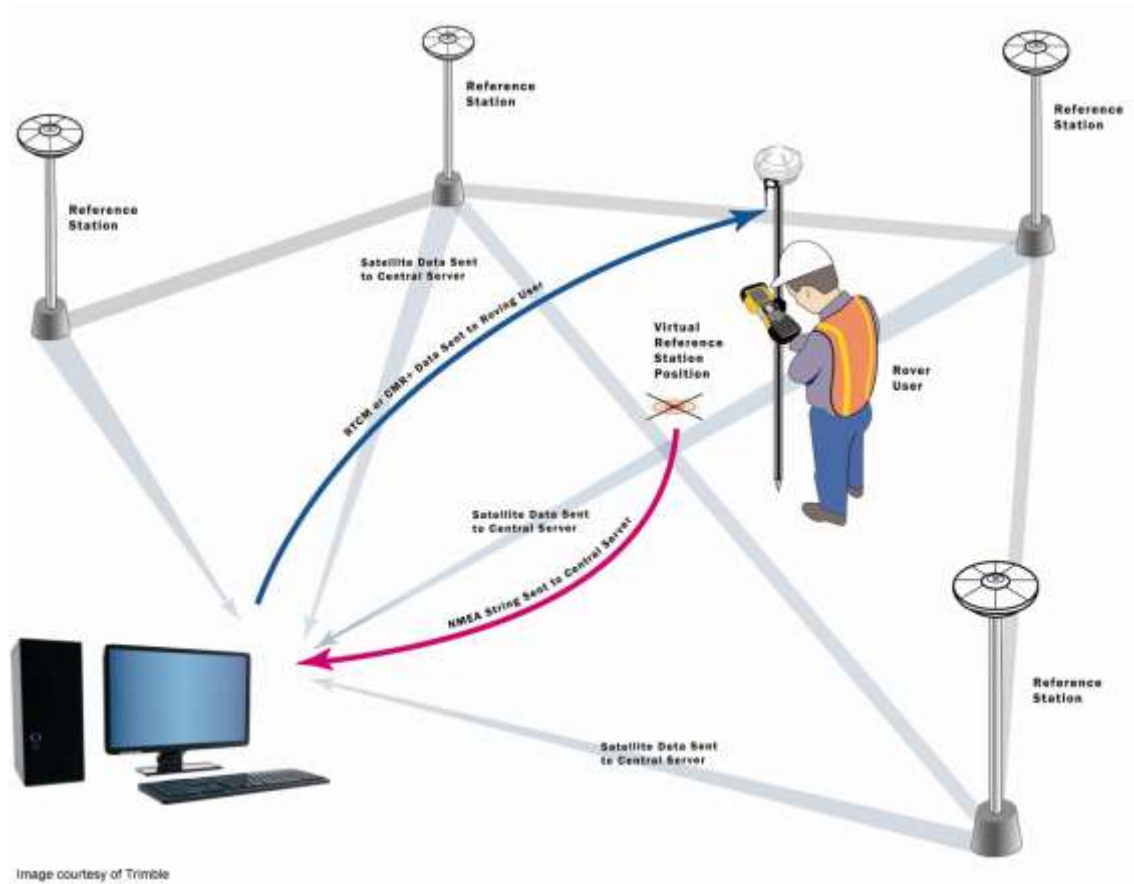 Reference
Station
Reference
Station
Reference
Station
Satellite Data Sent
to Central Server
RTCM or CMR+ Data Sent to Roving User
Virtual
Reference
Station
Position
Rover
User
Satellite Data Sent
to Central Server
NMEA String Sent to Central Server
Reference
Station
Satellite Data Sent
to Central Server
Image courtesy of Trimble